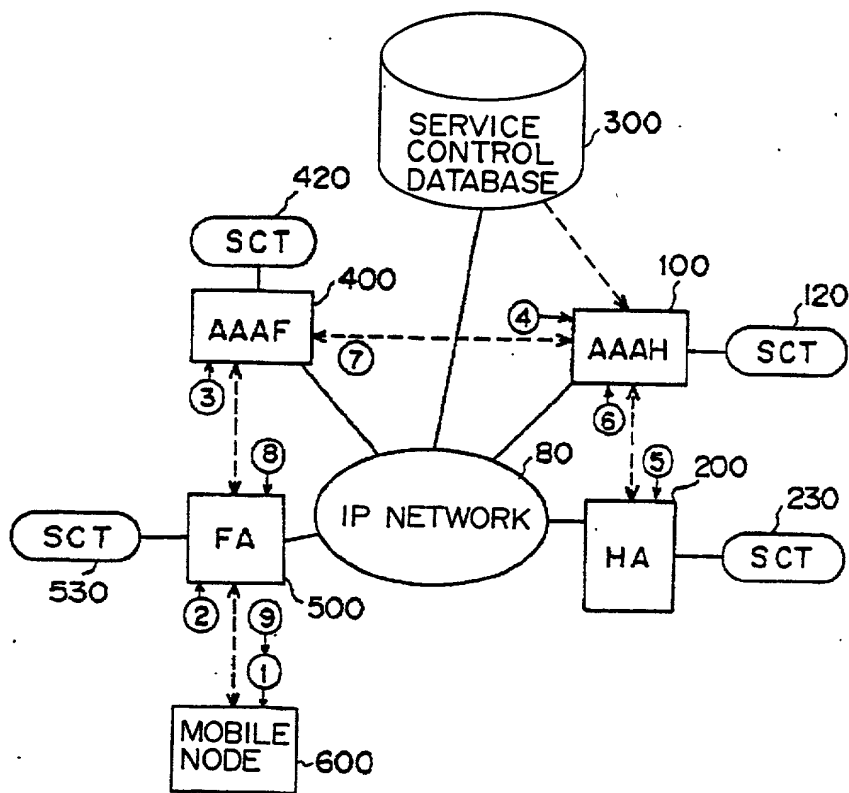 SERVICE
CONTROL
DATABASE
300
420
SCT
400
AAAF
100
120
4
AAAH
SCT
7
3
6
8
80
5
200
230
IP NETWORK
SCT
FA
HA
SCT
530
2
9
500
1
MOBILE
NODE
600